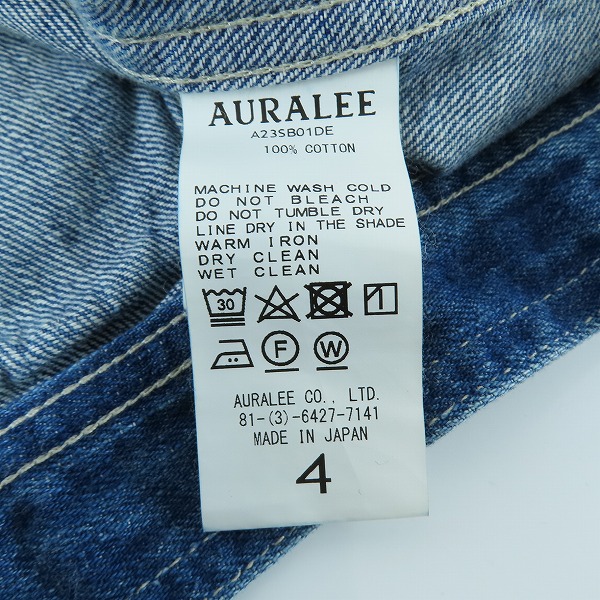 AURALEE
A23SB01DE
100% COTTON
MACHINE WASH COLD
DO NOT BLEACH
DO NOT TUMBLE DRY
LINE DRY IN THE SHADE
WARM IRON
DRY CLEAN
WET CLEAN
30
F W
AURALEE CO., LTD.
81-(3)-6427-7141
MADE IN JAPAN
4